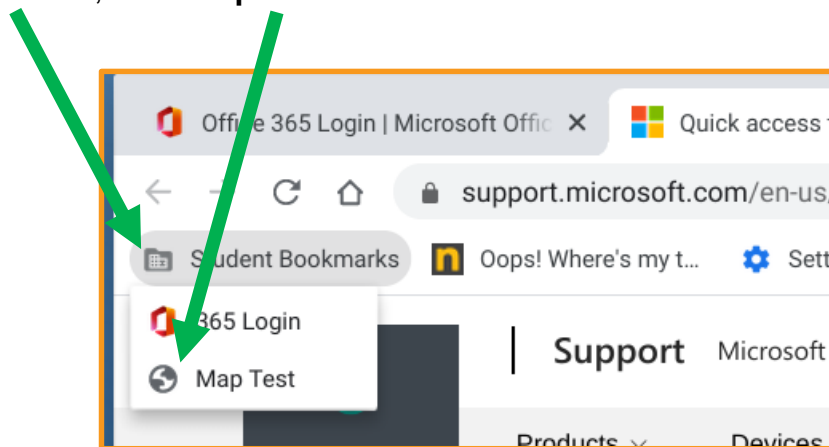 Office 365 Login | Microsoft Offic
Quick access
support.microsoft.com/en-us/
Student Bookmarks
Oops! Where's my t...
Sett
365 Login
Map Test
Support
Microsoft
Products
Devices